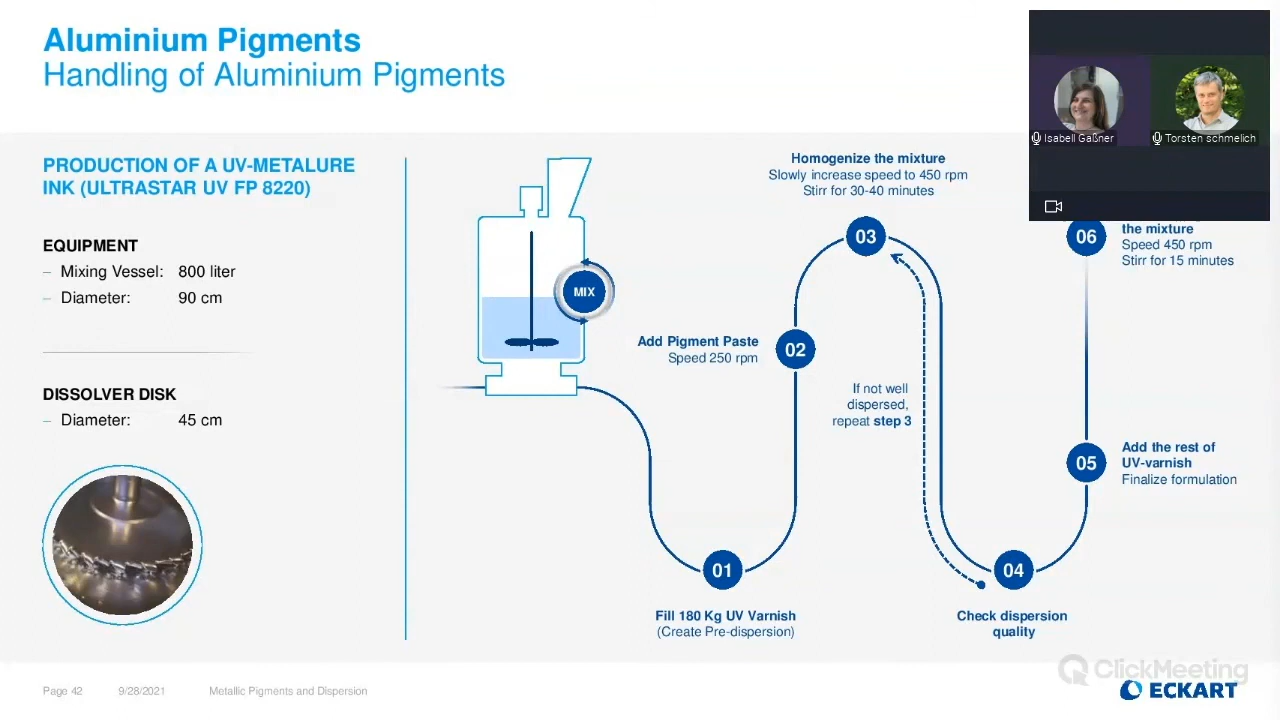 Aluminium Pigments
Handling of Aluminium Pigments
Isabell Gaßner
Torsten schmelich
PRODUCTION OF A UV-METALURE
INK (ULTRASTAR UV FP 8220)
EQUIPMENT
– Mixing Vessel: 800 liter
– Diameter: 90 cm
DISSOLVER DISK
– Diameter: 45 cm
MIX
01
Fill 180 Kg UV Varnish
(Create Pre-dispersion)
Add Pigment Paste
Speed 250 rpm
02
Homogenize the mixture
Slowly increase speed to 450 rpm
Stirr for 30-40 minutes
03
If not well
dispersed,
repeat step 3
04
Check dispersion
quality
05
Add the rest of
UV-varnish
Finalize formulation
06
the mixture
Speed 450 rpm
Stirr for 15 minutes
Page 42
9/28/2021
Metallic Pigments and Dispersion
ClickMeeting
ECKART